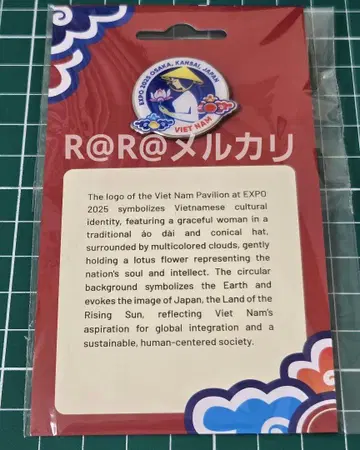 EXPO 2025 OSAKA, KANSAI, JAPAN
VIET NAM
R@R@メルカリ
The logo of the Viet Nam Pavilion at EXPO
2025 symbolizes Vietnamese cultural
identity, featuring a graceful woman in a
traditional áo dài and conical hat,
surrounded by multicolored clouds, gently
holding a lotus flower representing the
nation's soul and intellect. The circular
background symbolizes the Earth and
evokes the image of Japan, the Land of the
Rising Sun, reflecting Viet Nam's
aspiration for global integration and a
sustainable, human-centered society.